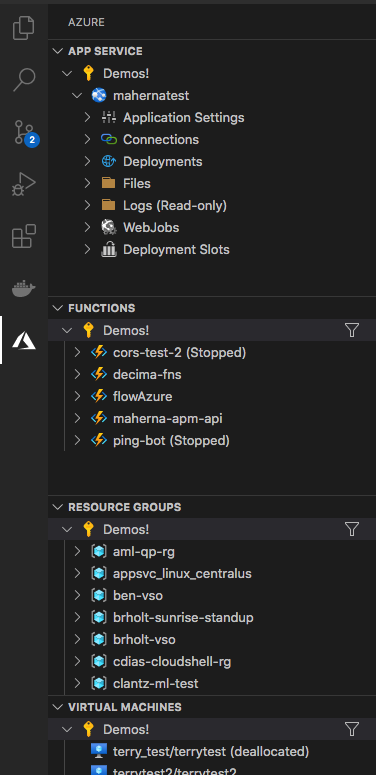 AZURE
APP SERVICE
Demos!
mahernatest
Application Settings
Connections
2
Deployments
Files
Logs (Read-only)
WebJobs
Deployment Slots
FUNCTIONS
Demos!
cors-test-2 (Stopped)
decima-fns
flowAzure
maherna-apm-api
ping-bot (Stopped)
RESOURCE GROUPS
Demos!
aml-qp-rg
appsvc_linux_centralus
ben-vso
brholt-sunrise-standup
brholt-vso
cdias-cloudshell-rg
clantz-ml-test
VIRTUAL MACHINES
Demos!
terry_test/terrytest (deallocated)
terrytest2/terrytest2